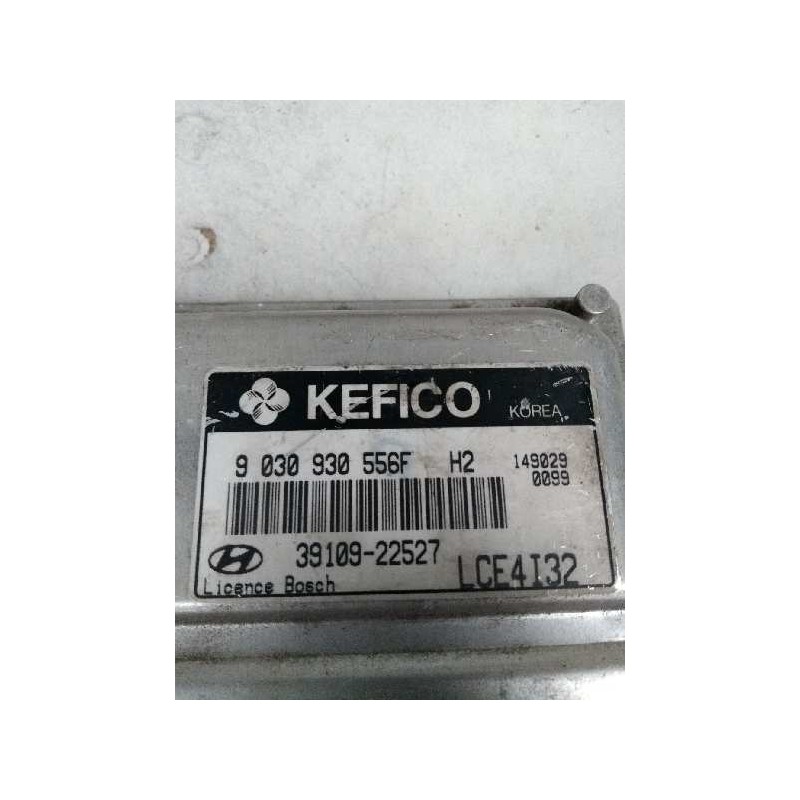 KEFICO KOREA
9 030 930 556F H2 149029
0099
39109-22527
LCE4I32
Licence Bosch